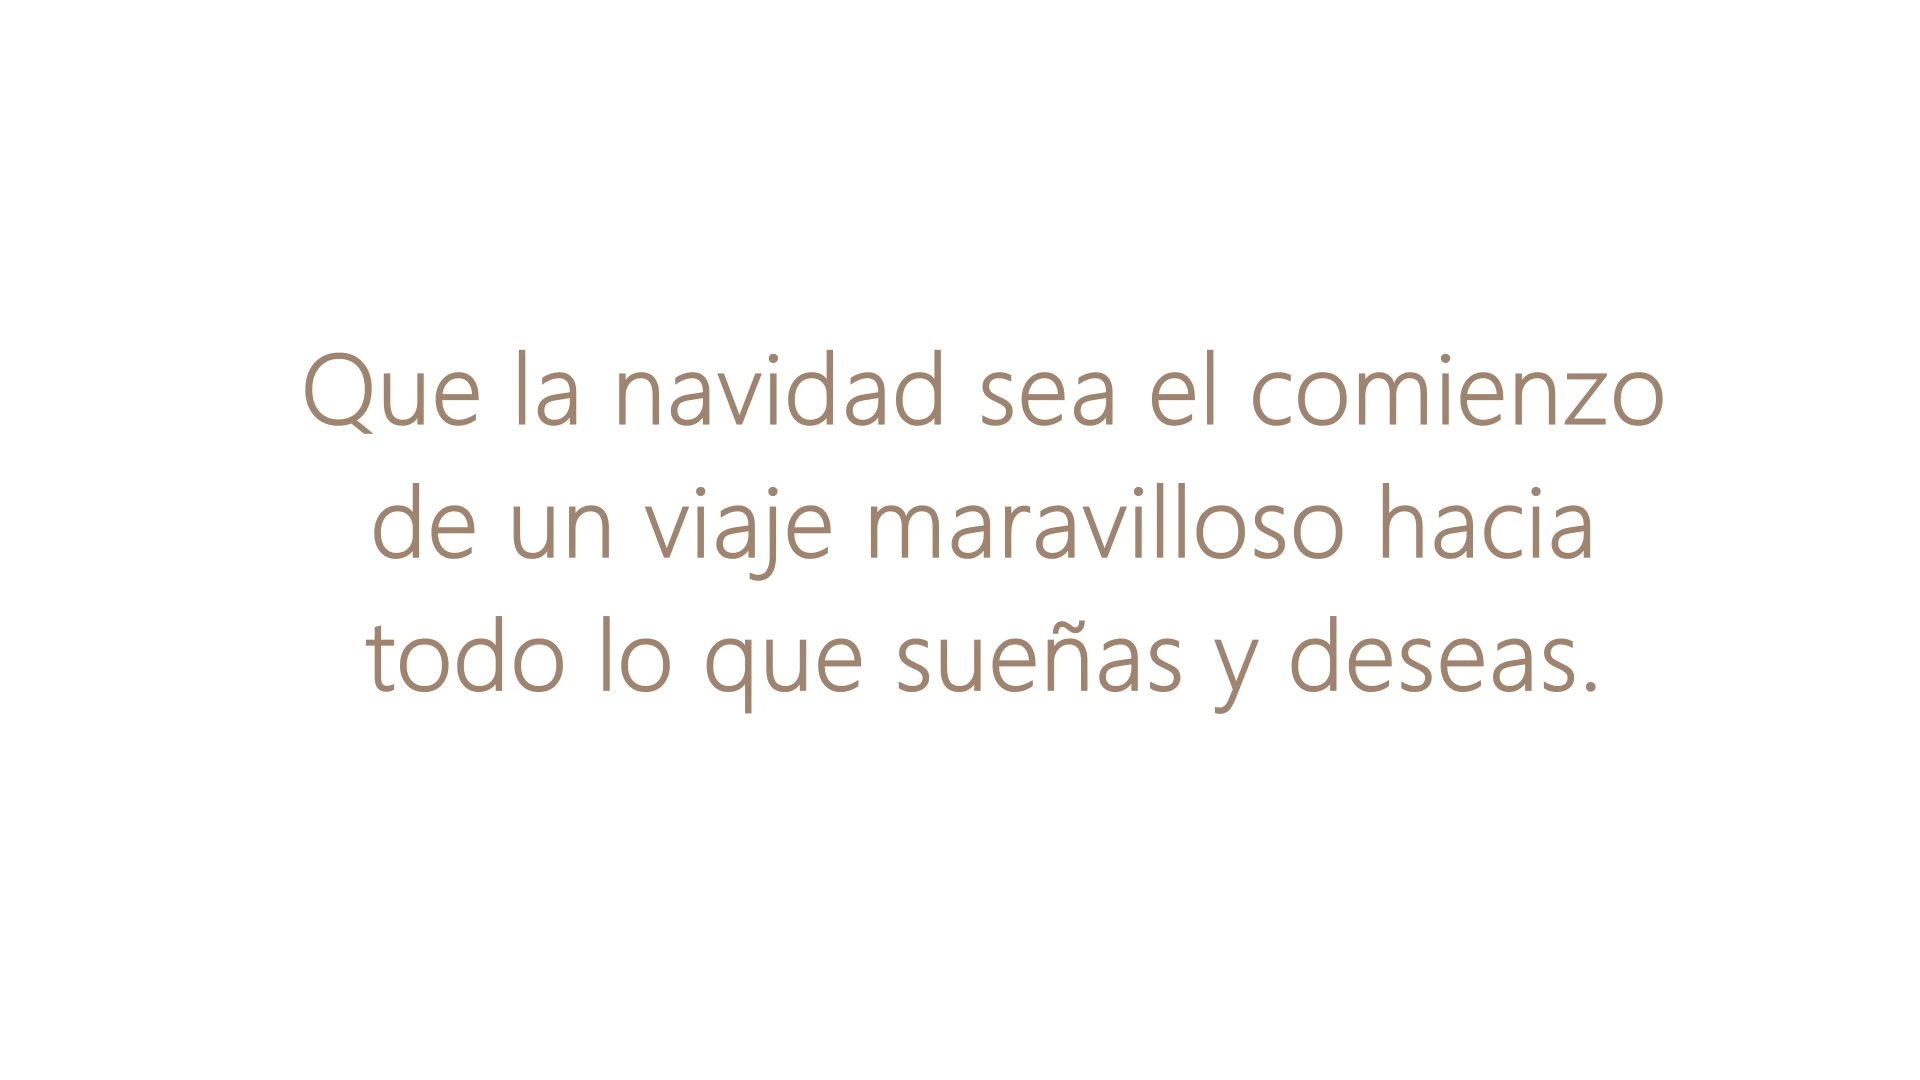 Que la navidad sea el comienzo
de un viaje maravilloso hacia
todo lo que sueñas y deseas.